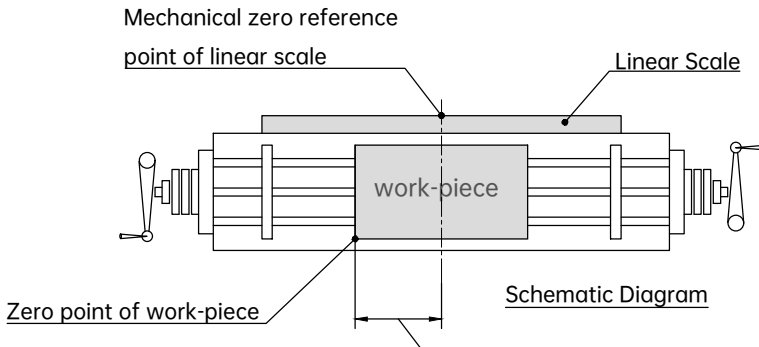 Mechanical zero reference
point of linear scale
Linear Scale
work-piece
Zero point of work-piece
Schematic Diagram